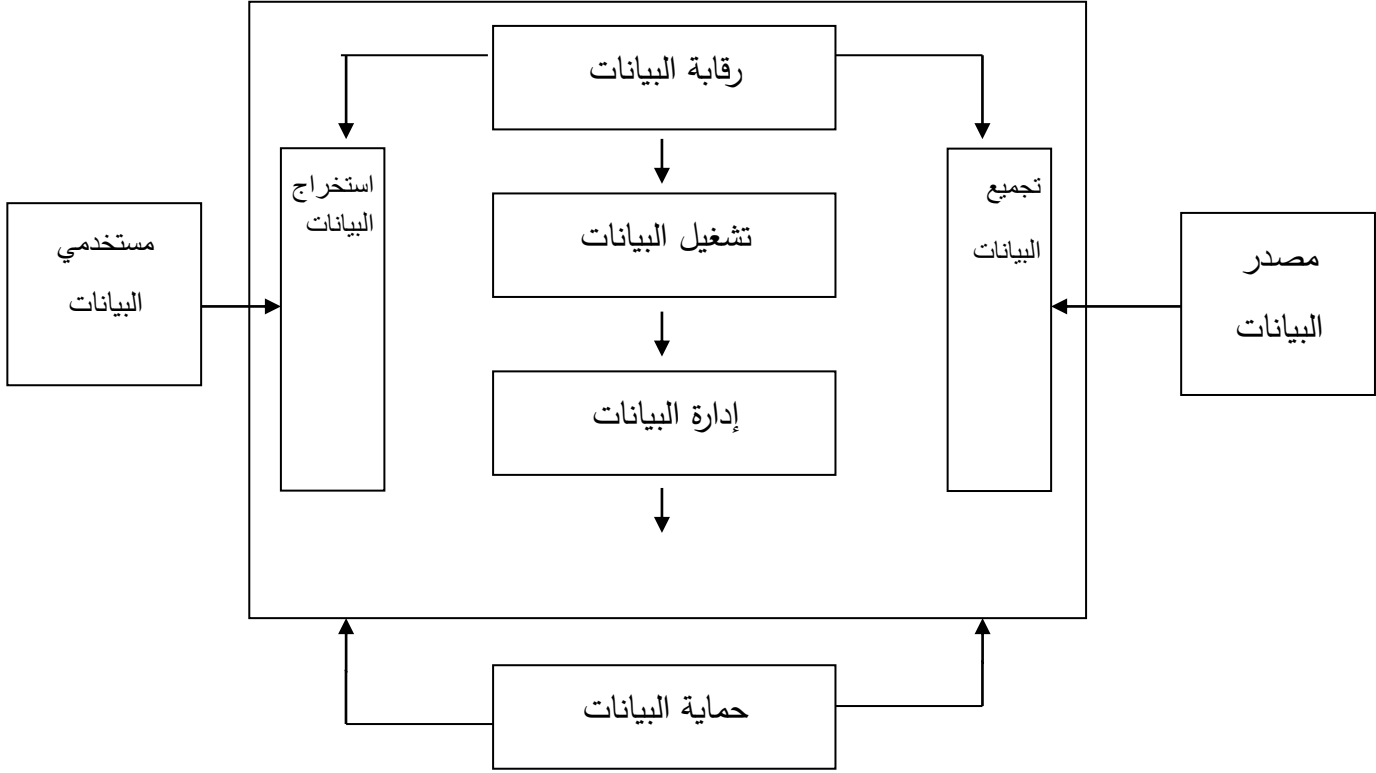 رقابة البيانات
تجميع
البيانات
استخراج
البيانات
تشغيل البيانات
مصدر
البيانات
مستخدمي
البيانات
إدارة البيانات
حماية البيانات